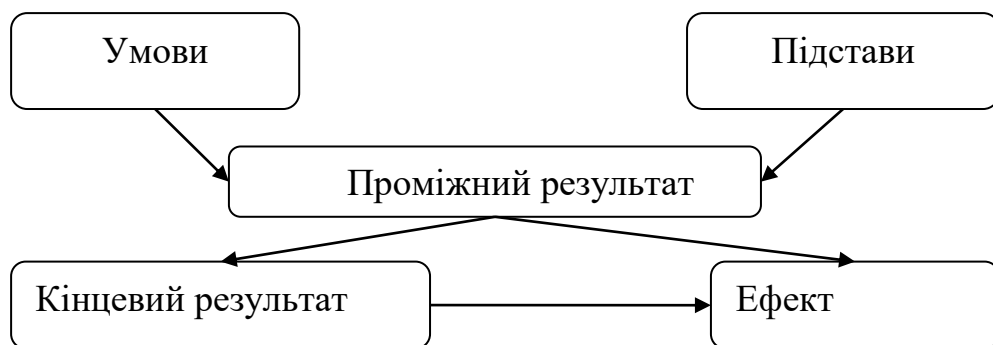 Умови
Підстави
Проміжний результат
Кінцевий результат
Ефект